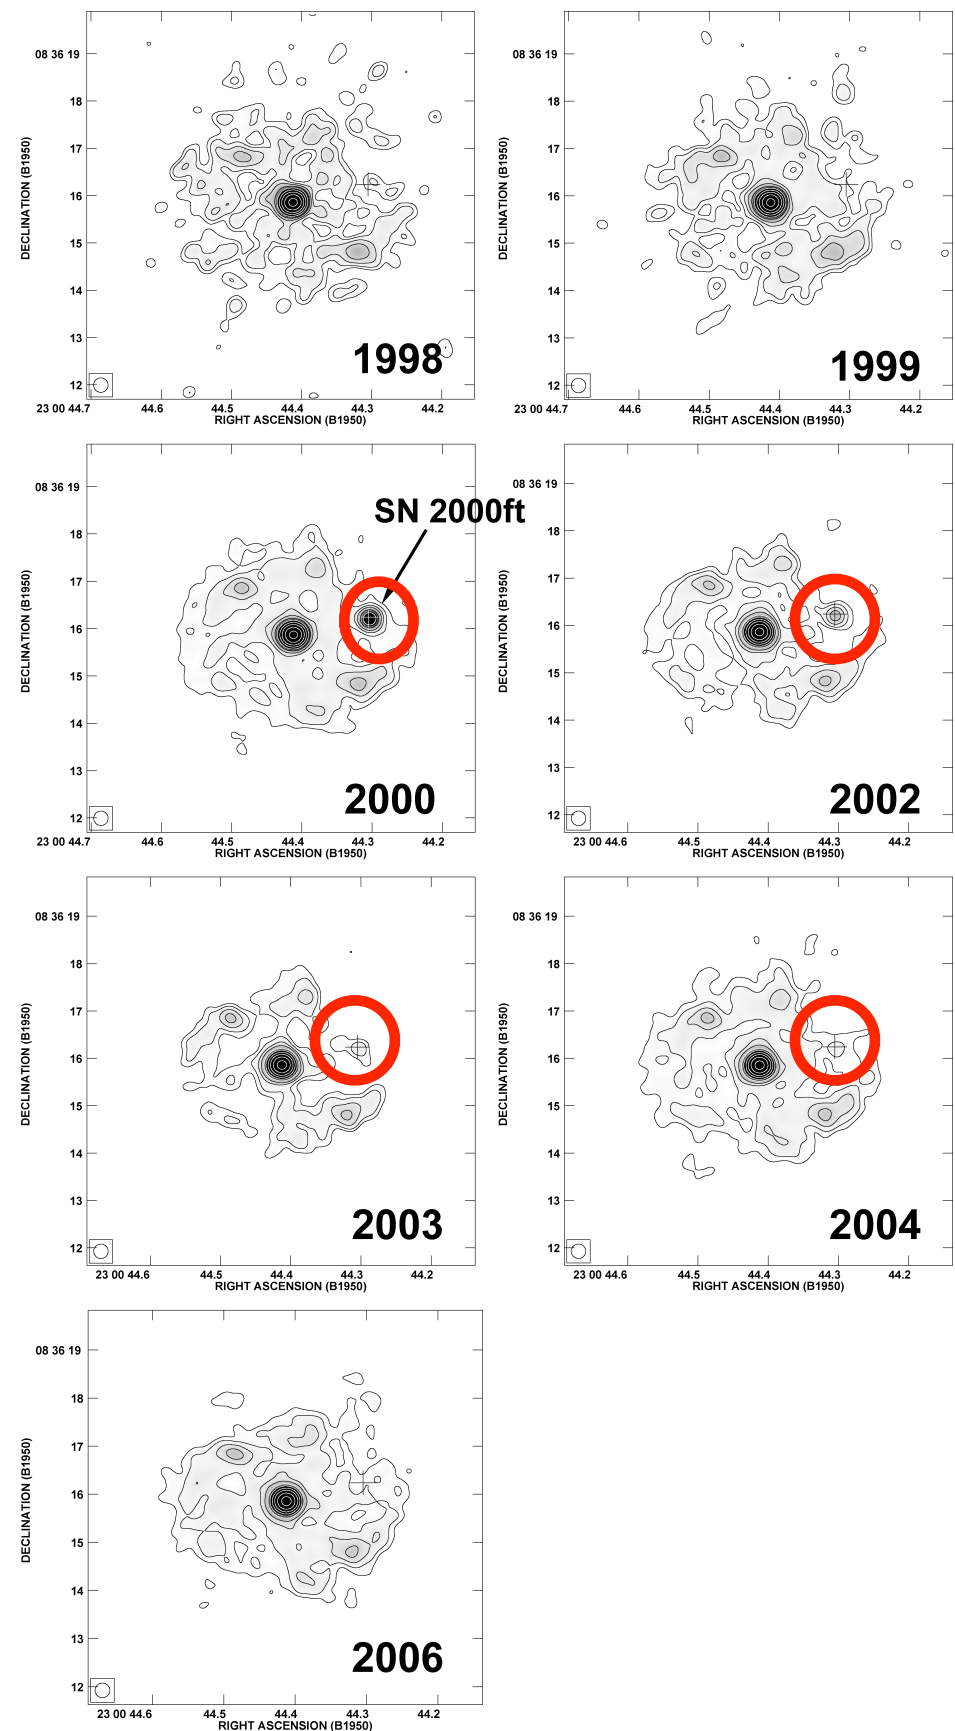 08 36 19
18
17
16
15
14
13
12
DECLINATION (B1950)
1998
23 00 44.7 44.6 44.5 44.4 44.3 44.2
RIGHT ASCENSION (B1950)
08 36 19
18
17
16
15
14
13
12
DECLINATION (B1950)
1999
23 00 44.7 44.6 44.5 44.4 44.3 44.2
RIGHT ASCENSION (B1950)
08 36 19
SN 2000ft
18
17
16
15
14
13
12
DECLINATION (B1950)
2000
23 00 44.7 44.6 44.5 44.4 44.3 44.2
RIGHT ASCENSION (B1950)
08 36 19
18
17
16
15
14
13
12
DECLINATION (B1950)
2002
23 00 44.6 44.5 44.4 44.3 44.2
RIGHT ASCENSION (B1950)
08 36 19
18
17
16
15
14
13
12
DECLINATION (B1950)
2003
23 00 44.6 44.5 44.4 44.3 44.2
RIGHT ASCENSION (B1950)
08 36 19
18
17
16
15
14
13
12
DECLINATION (B1950)
2004
23 00 44.6 44.5 44.4 44.3 44.2
RIGHT ASCENSION (B1950)
08 36 19
18
17
16
15
14
13
12
DECLINATION (B1950)
2006
23 00 44.6 44.5 44.4 44.3 44.2
RIGHT ASCENSION (B1950)